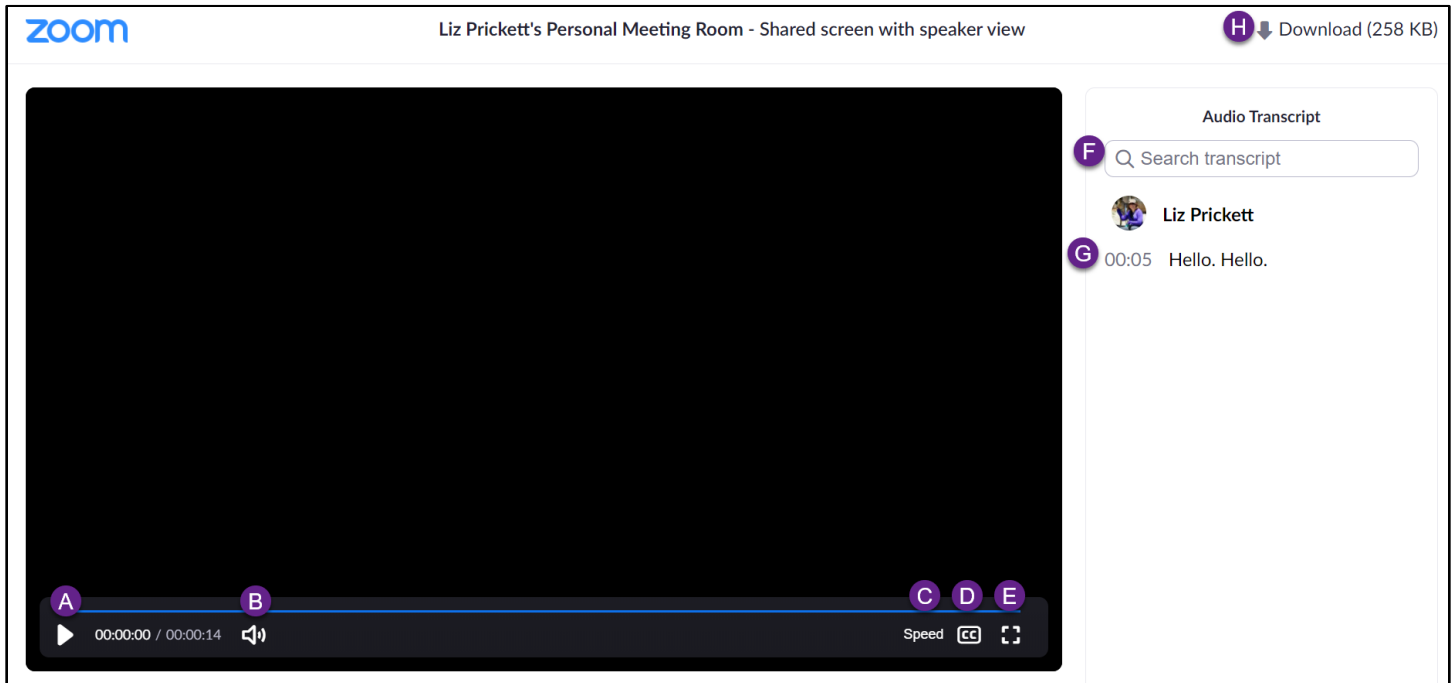 zoom
Liz Prickett's Personal Meeting Room - Shared screen with speaker view
H Download (258 KB)
Audio Transcript
F Search transcript
Liz Prickett
G 00:05 Hello. Hello.
A B C D E
00:00:00 / 00:00:14 Speed CC